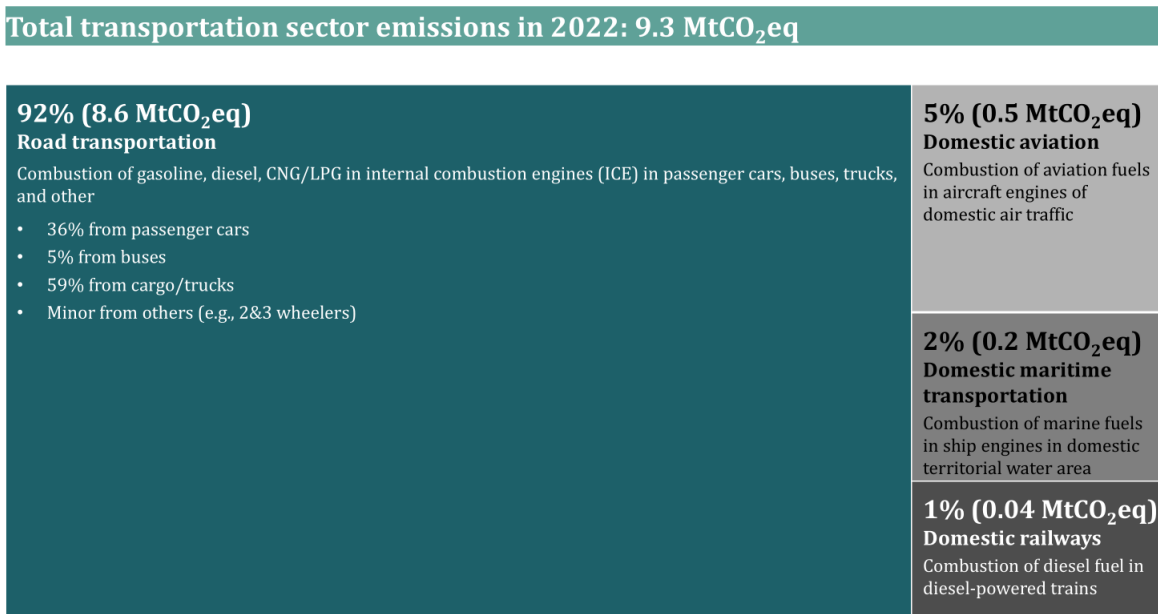 Total transportation sector emissions in 2022: 9.3 MtCO₂eq
92% (8.6 MtCO₂eq)
Road transportation
Combustion of gasoline, diesel, CNG/LPG in internal combustion engines (ICE) in passenger cars, buses, trucks,
and other
• 36% from passenger cars
• 5% from buses
• 59% from cargo/trucks
• Minor from others (e.g., 2&3 wheelers)
5% (0.5 MtCO₂eq)
Domestic aviation
Combustion of aviation fuels
in aircraft engines of
domestic air traffic
2% (0.2 MtCO₂eq)
Domestic maritime
transportation
Combustion of marine fuels
in ship engines in domestic
territorial water area
1% (0.04 MtCO₂eq)
Domestic railways
Combustion of diesel fuel in
diesel-powered trains